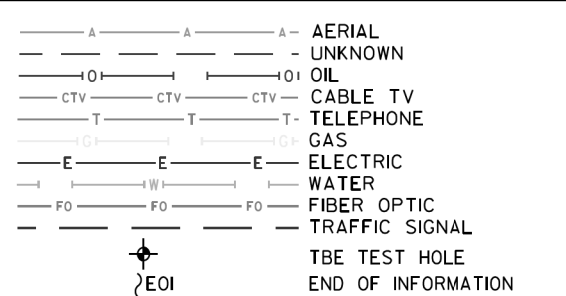 A A A AERIAL
UNKNOWN
O O OIL
CTV CTV CTV CABLE TV
T T T TELEPHONE
G G GAS
E E E ELECTRIC
W WATER
FO FO FO FIBER OPTIC
TRAFFIC SIGNAL
TBE TEST HOLE
EOI END OF INFORMATION